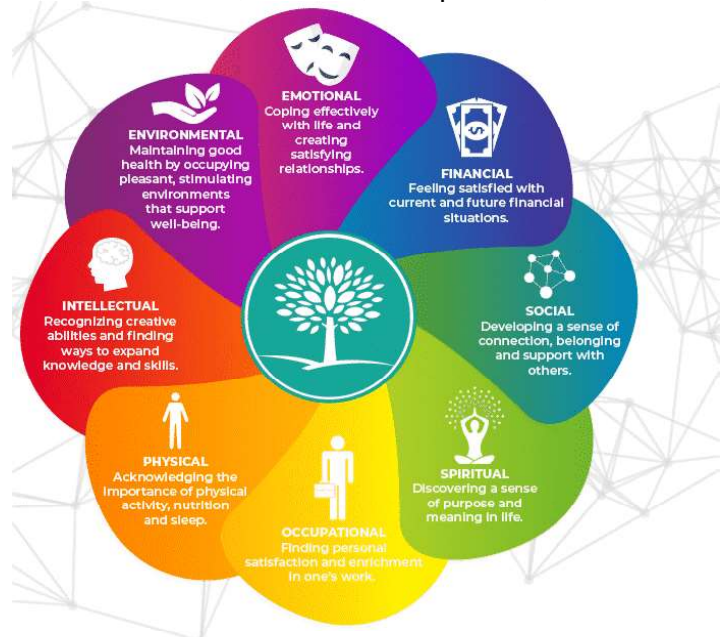 EMOTIONAL
Coping effectively
with life and
creating
satisfying
relationships.
FINANCIAL
Feeling satisfied with
current and future financial
situations.
SOCIAL
Developing a sense of
connection, belonging
and support with
others.
SPIRITUAL
Discovering a sense
of purpose and
meaning in life.
OCCUPATIONAL
Finding personal
satisfaction and enrichment
in one's work.
PHYSICAL
Acknowledging the
importance of physical
activity, nutrition
and sleep.
INTELLECTUAL
Recognizing creative
abilities and finding
ways to expand
knowledge and skills.
ENVIRONMENTAL
Maintaining good
health by occupying
pleasant, stimulating
environments
that support
well-being.